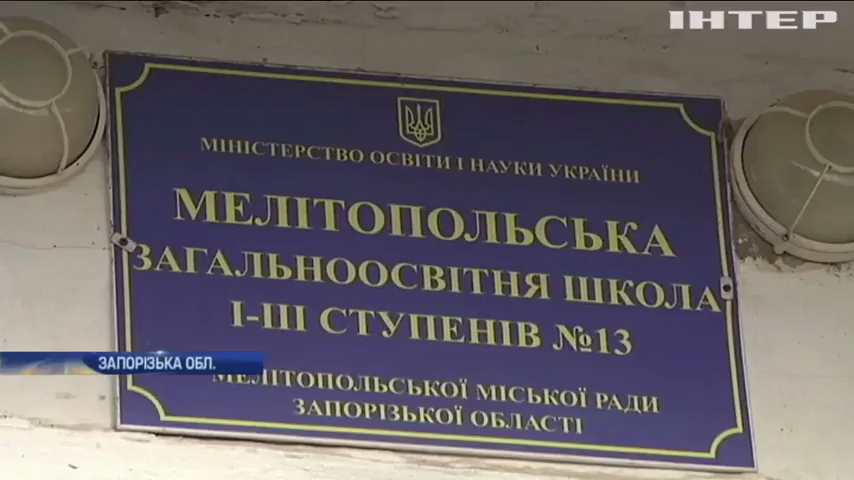 ІНТЕР
МІНІСТЕРСТВО ОСВІТИ І НАУКИ УКРАЇНИ
МЕЛІТОПОЛЬСЬКА
ЗАГАЛЬНООСВІТНЯ ШКОЛА
І-ІІІ СТУПЕНІВ №13
ЗАПОРІЗЬКА ОБЛ.
МЕЛІТОПОЛЬСЬКОЇ МІСЬКОЇ РАДИ
ЗАПОРІЗЬКОЇ ОБЛАСТІ